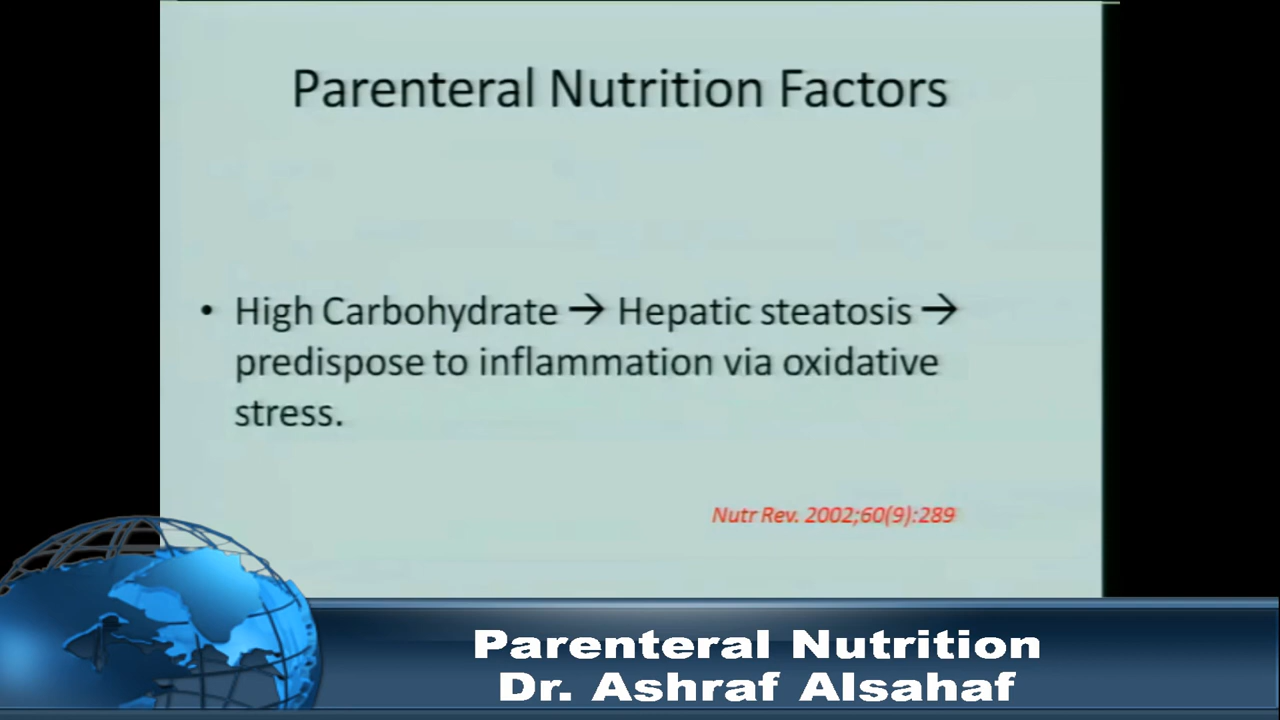 Parenteral Nutrition Factors
• High Carbohydrate → Hepatic steatosis →
predispose to inflammation via oxidative
stress.
Nutr Rev. 2002;60(9):289
Parenteral Nutrition
Dr. Ashraf Alsahaf